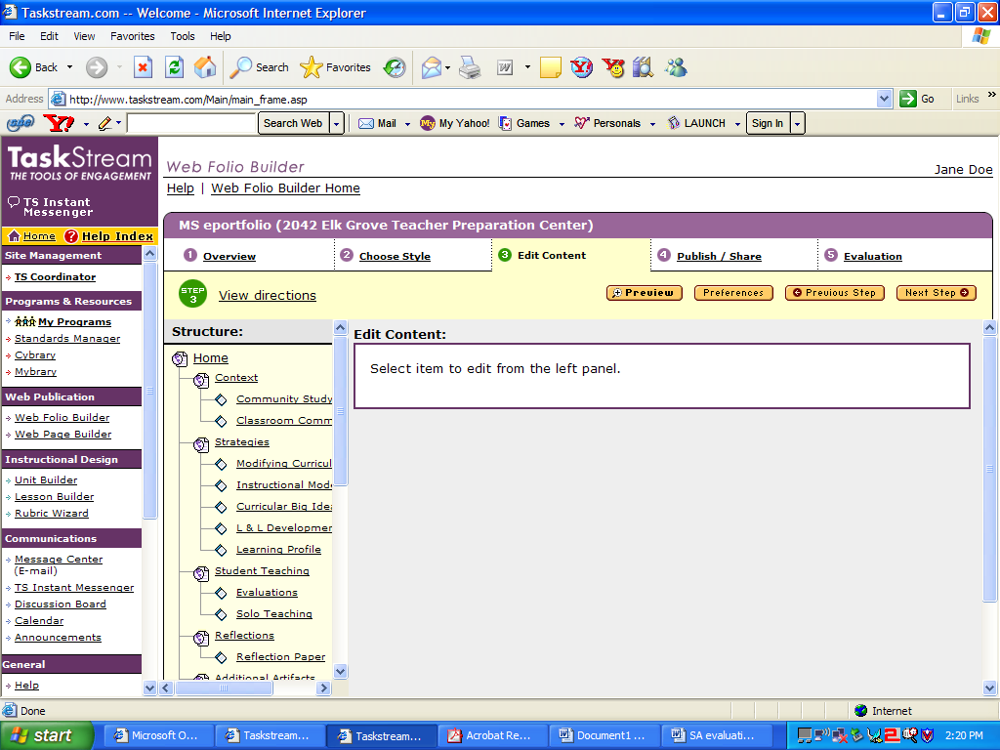 Taskstream.com -- Welcome - Microsoft Internet Explorer
File Edit View Favorites Tools Help
Back Search Favorites
Address http://www.taskstream.com/Main/main_frame.asp Go Links »
Y! Search Web Mail My Yahoo! Games Personals LAUNCH Sign In
TaskStream
THE TOOLS OF ENGAGEMENT
TS Instant
Messenger
Home Help Index
Site Management
TS Coordinator
Programs & Resources
My Programs
Standards Manager
Cybrary
Mybrary
Web Publication
Web Folio Builder
Web Page Builder
Instructional Design
Unit Builder
Lesson Builder
Rubric Wizard
Communications
Message Center
(E-mail)
TS Instant Messenger
Discussion Board
Calendar
Announcements
General
Help
Web Folio Builder
Jane Doe
Help | Web Folio Builder Home
MS eportfolio (2042 Elk Grove Teacher Preparation Center)
1 Overview 2 Choose Style 3 Edit Content 4 Publish / Share 5 Evaluation
STEP
3
View directions Preview Preferences Previous Step Next Step
Structure:
Home
Context
Community Study
Classroom Comm
Strategies
Modifying Curricul
Instructional Mode
Curricular Big Idea
L & L Developmen
Learning Profile
Student Teaching
Evaluations
Solo Teaching
Reflections
Reflection Paper
Additional Artifacts
Edit Content:
Select item to edit from the left panel.
Done Internet
start Microsoft O... Taskstream... Taskstream... Acrobat Re... Document1 ... SA evaluati... 2:20 PM